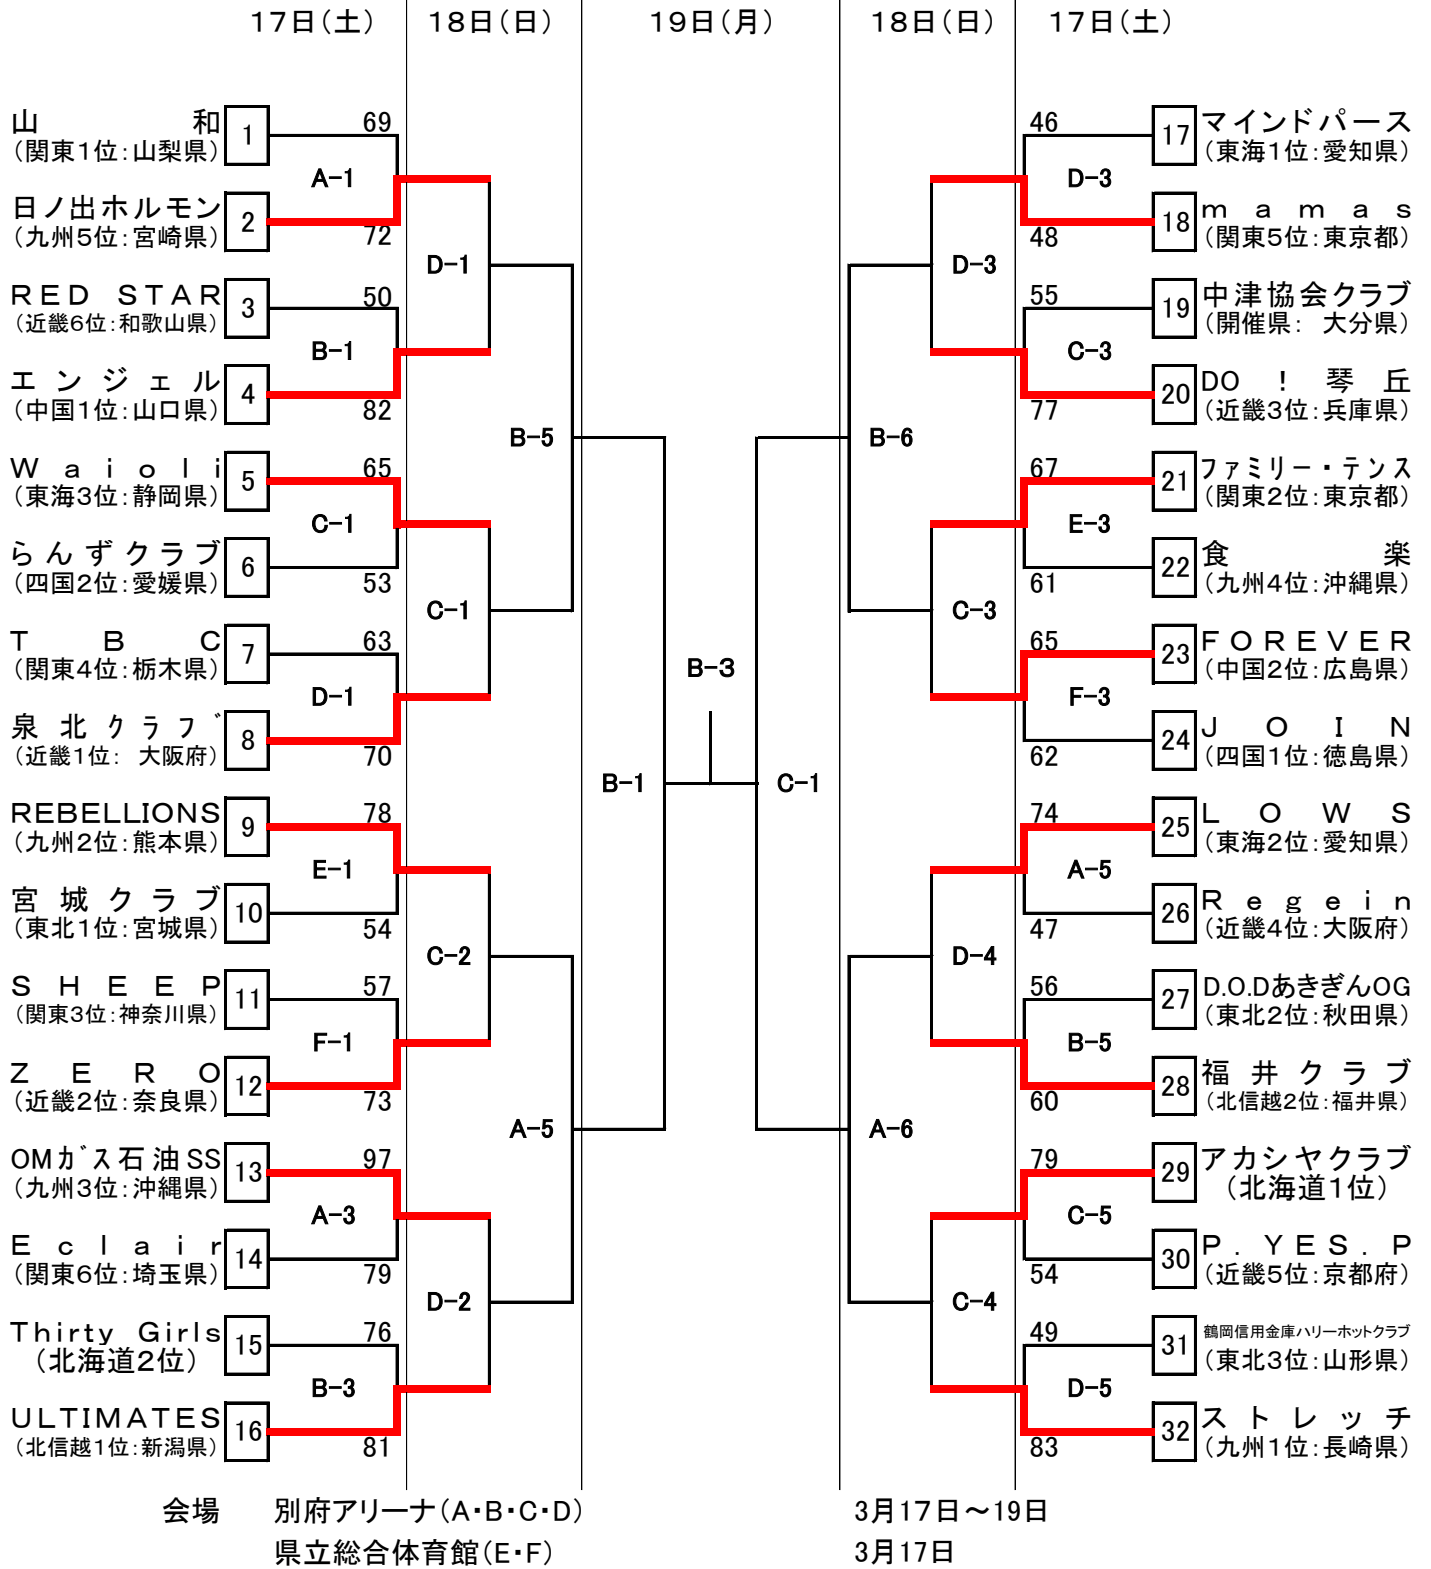 17日(土) 18日(日) 19日(月) 18日(日) 17日(土)
山和
(関東1位:山梨県)
1
69
A-1
日ノ出ホルモン
(九州5位:宮崎県)
2
72
D-1
RED STAR
(近畿6位:和歌山県)
3
50
B-1
エンジェル
(中国1位:山口県)
4
82
B-5
Waioli
(東海3位:静岡県)
5
65
C-1
らんずクラブ
(四国2位:愛媛県)
6
53
C-1
TBC
(関東4位:栃木県)
7
63
D-1
泉北クラブ
(近畿1位: 大阪府)
8
70
B-1
REBELLIONS
(九州2位:熊本県)
9
78
E-1
宮城クラブ
(東北1位:宮城県)
10
54
C-2
SHEEP
(関東3位:神奈川県)
11
57
F-1
ZERO
(近畿2位:奈良県)
12
73
A-5
OMガス石油SS
(九州3位:沖縄県)
13
97
A-3
Eclair
(関東6位:埼玉県)
14
79
D-2
Thirty Girls
(北海道2位)
15
76
B-3
ULTIMATES
(北信越1位:新潟県)
16
81
B-3
46
17
マインドパース
(東海1位:愛知県)
D-3
48
18
mamas
(関東5位:東京都)
D-3
55
19
中津協会クラブ
(開催県: 大分県)
C-3
77
20
DO!琴丘
(近畿3位:兵庫県)
B-6
67
21
ファミリー・テンス
(関東2位:東京都)
E-3
61
22
食楽
(九州4位:沖縄県)
C-3
65
23
FOREVER
(中国2位:広島県)
F-3
62
24
JOIN
(四国1位:徳島県)
C-1
74
25
LOWS
(東海2位:愛知県)
A-5
47
26
Regein
(近畿4位:大阪府)
D-4
56
27
D.O.DあきぎんOG
(東北2位:秋田県)
B-5
60
28
福井クラブ
(北信越2位:福井県)
A-6
79
29
アカシヤクラブ
(北海道1位)
C-5
54
30
P.YES.P
(近畿5位:京都府)
C-4
49
31
鶴岡信用金庫ハリーホットクラブ
(東北3位:山形県)
D-5
83
32
ストレッチ
(九州1位:長崎県)
会場 別府アリーナ(A・B・C・D) 3月17日～19日
県立総合体育館(E・F) 3月17日